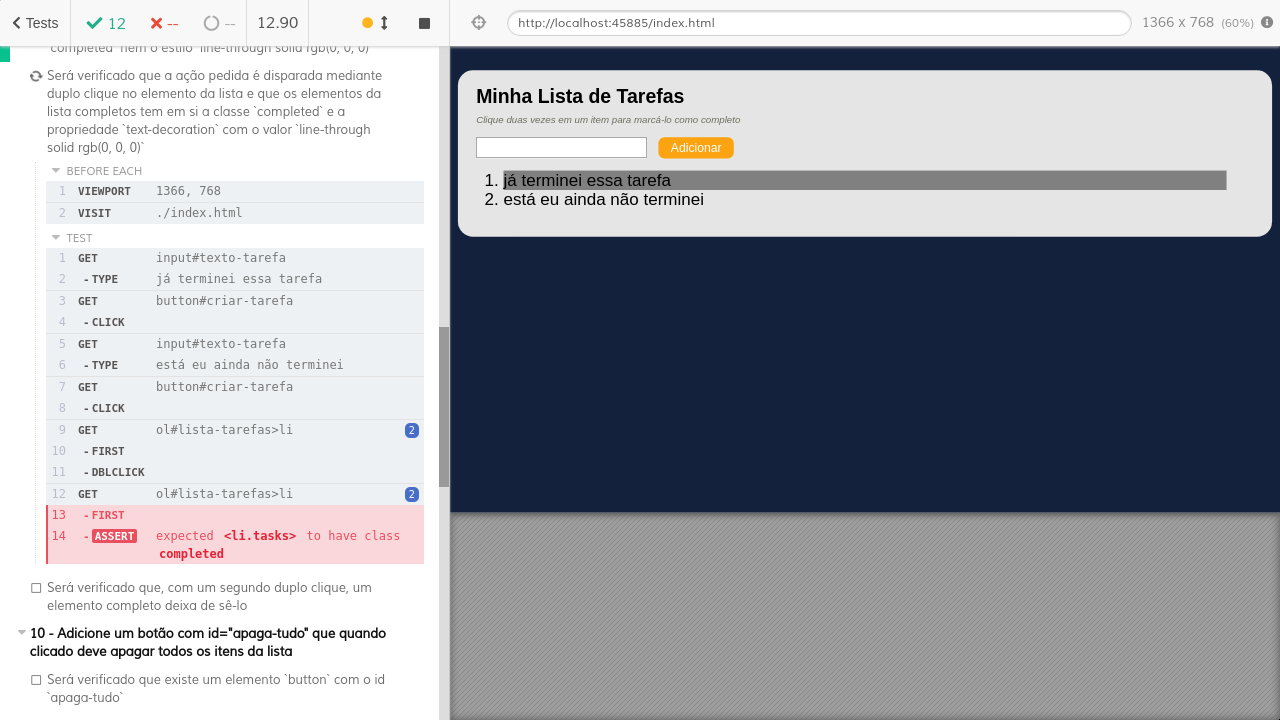 Tests
12
--
--
12.90
http://localhost:45885/index.html
1366 x 768 (60%)
`completed` nem o estilo `line-through solid rgb(0, 0, 0)`
Será verificado que a ação pedida é disparada mediante
duplo clique no elemento da lista e que os elementos da
lista completos tem em si a classe `completed` e a
propriedade `text-decoration` com o valor `line-through
solid rgb(0, 0, 0)`
BEFORE EACH
1 VIEWPORT 1366, 768
2 VISIT ./index.html
TEST
1 GET input#texto-tarefa
2 -TYPE já terminei essa tarefa
3 GET button#criar-tarefa
4 -CLICK
5 GET input#texto-tarefa
6 -TYPE está eu ainda não terminei
7 GET button#criar-tarefa
8 -CLICK
9 GET ol#lista-tarefas>li 2
10 -FIRST
11 -DBLCLICK
12 GET ol#lista-tarefas>li 2
13 -FIRST
14 -ASSERT expected <li.tasks> to have class
completed
Será verificado que, com um segundo duplo clique, um
elemento completo deixa de sê-lo
10 - Adicione um botão com id="apaga-tudo" que quando
clicado deve apagar todos os itens da lista
Será verificado que existe um elemento `button` com o id
`apaga-tudo`
Minha Lista de Tarefas
Clique duas vezes em um item para marcá-lo como completo
Adicionar
1. já terminei essa tarefa
2. está eu ainda não terminei